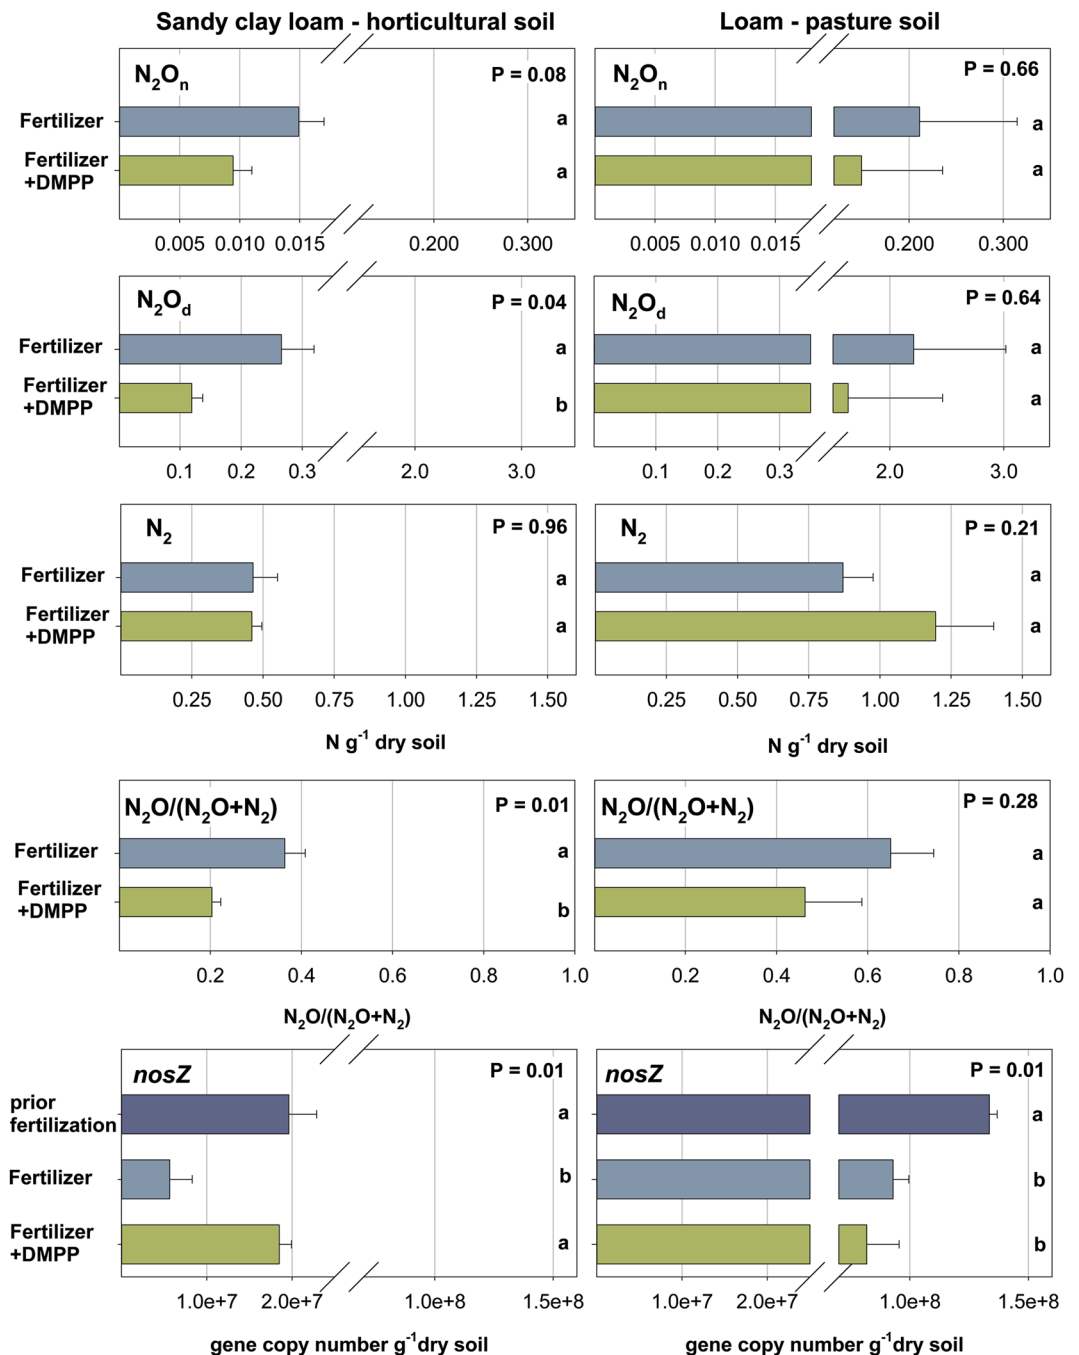 Sandy clay loam - horticultural soil
Loam - pasture soil
N₂Oₙ
P = 0.08
N₂Oₙ
P = 0.66
Fertilizer
a
a
Fertilizer
+DMPP
a
a
0.005 0.010 0.015 0.200 0.300
0.005 0.010 0.015 0.200 0.300
N₂O_d
P = 0.04
N₂O_d
P = 0.64
Fertilizer
a
a
Fertilizer
+DMPP
b
a
0.1 0.2 0.3 2.0 3.0
0.1 0.2 0.3 2.0 3.0
N₂
P = 0.96
N₂
P = 0.21
Fertilizer
a
a
Fertilizer
+DMPP
a
a
0.25 0.50 0.75 1.00 1.25 1.50
0.25 0.50 0.75 1.00 1.25 1.50
N g⁻¹ dry soil
N g⁻¹ dry soil
N₂O/(N₂O+N₂)
P = 0.01
N₂O/(N₂O+N₂)
P = 0.28
Fertilizer
a
a
Fertilizer
+DMPP
b
a
0.2 0.4 0.6 0.8 1.0
0.2 0.4 0.6 0.8 1.0
N₂O/(N₂O+N₂)
N₂O/(N₂O+N₂)
nosZ
P = 0.01
nosZ
P = 0.01
prior
fertilization
a
a
Fertilizer
b
b
Fertilizer
+DMPP
a
b
1.0e+7 2.0e+7 1.0e+8 1.5e+8
1.0e+7 2.0e+7 1.0e+8 1.5e+8
gene copy number g⁻¹dry soil
gene copy number g⁻¹dry soil